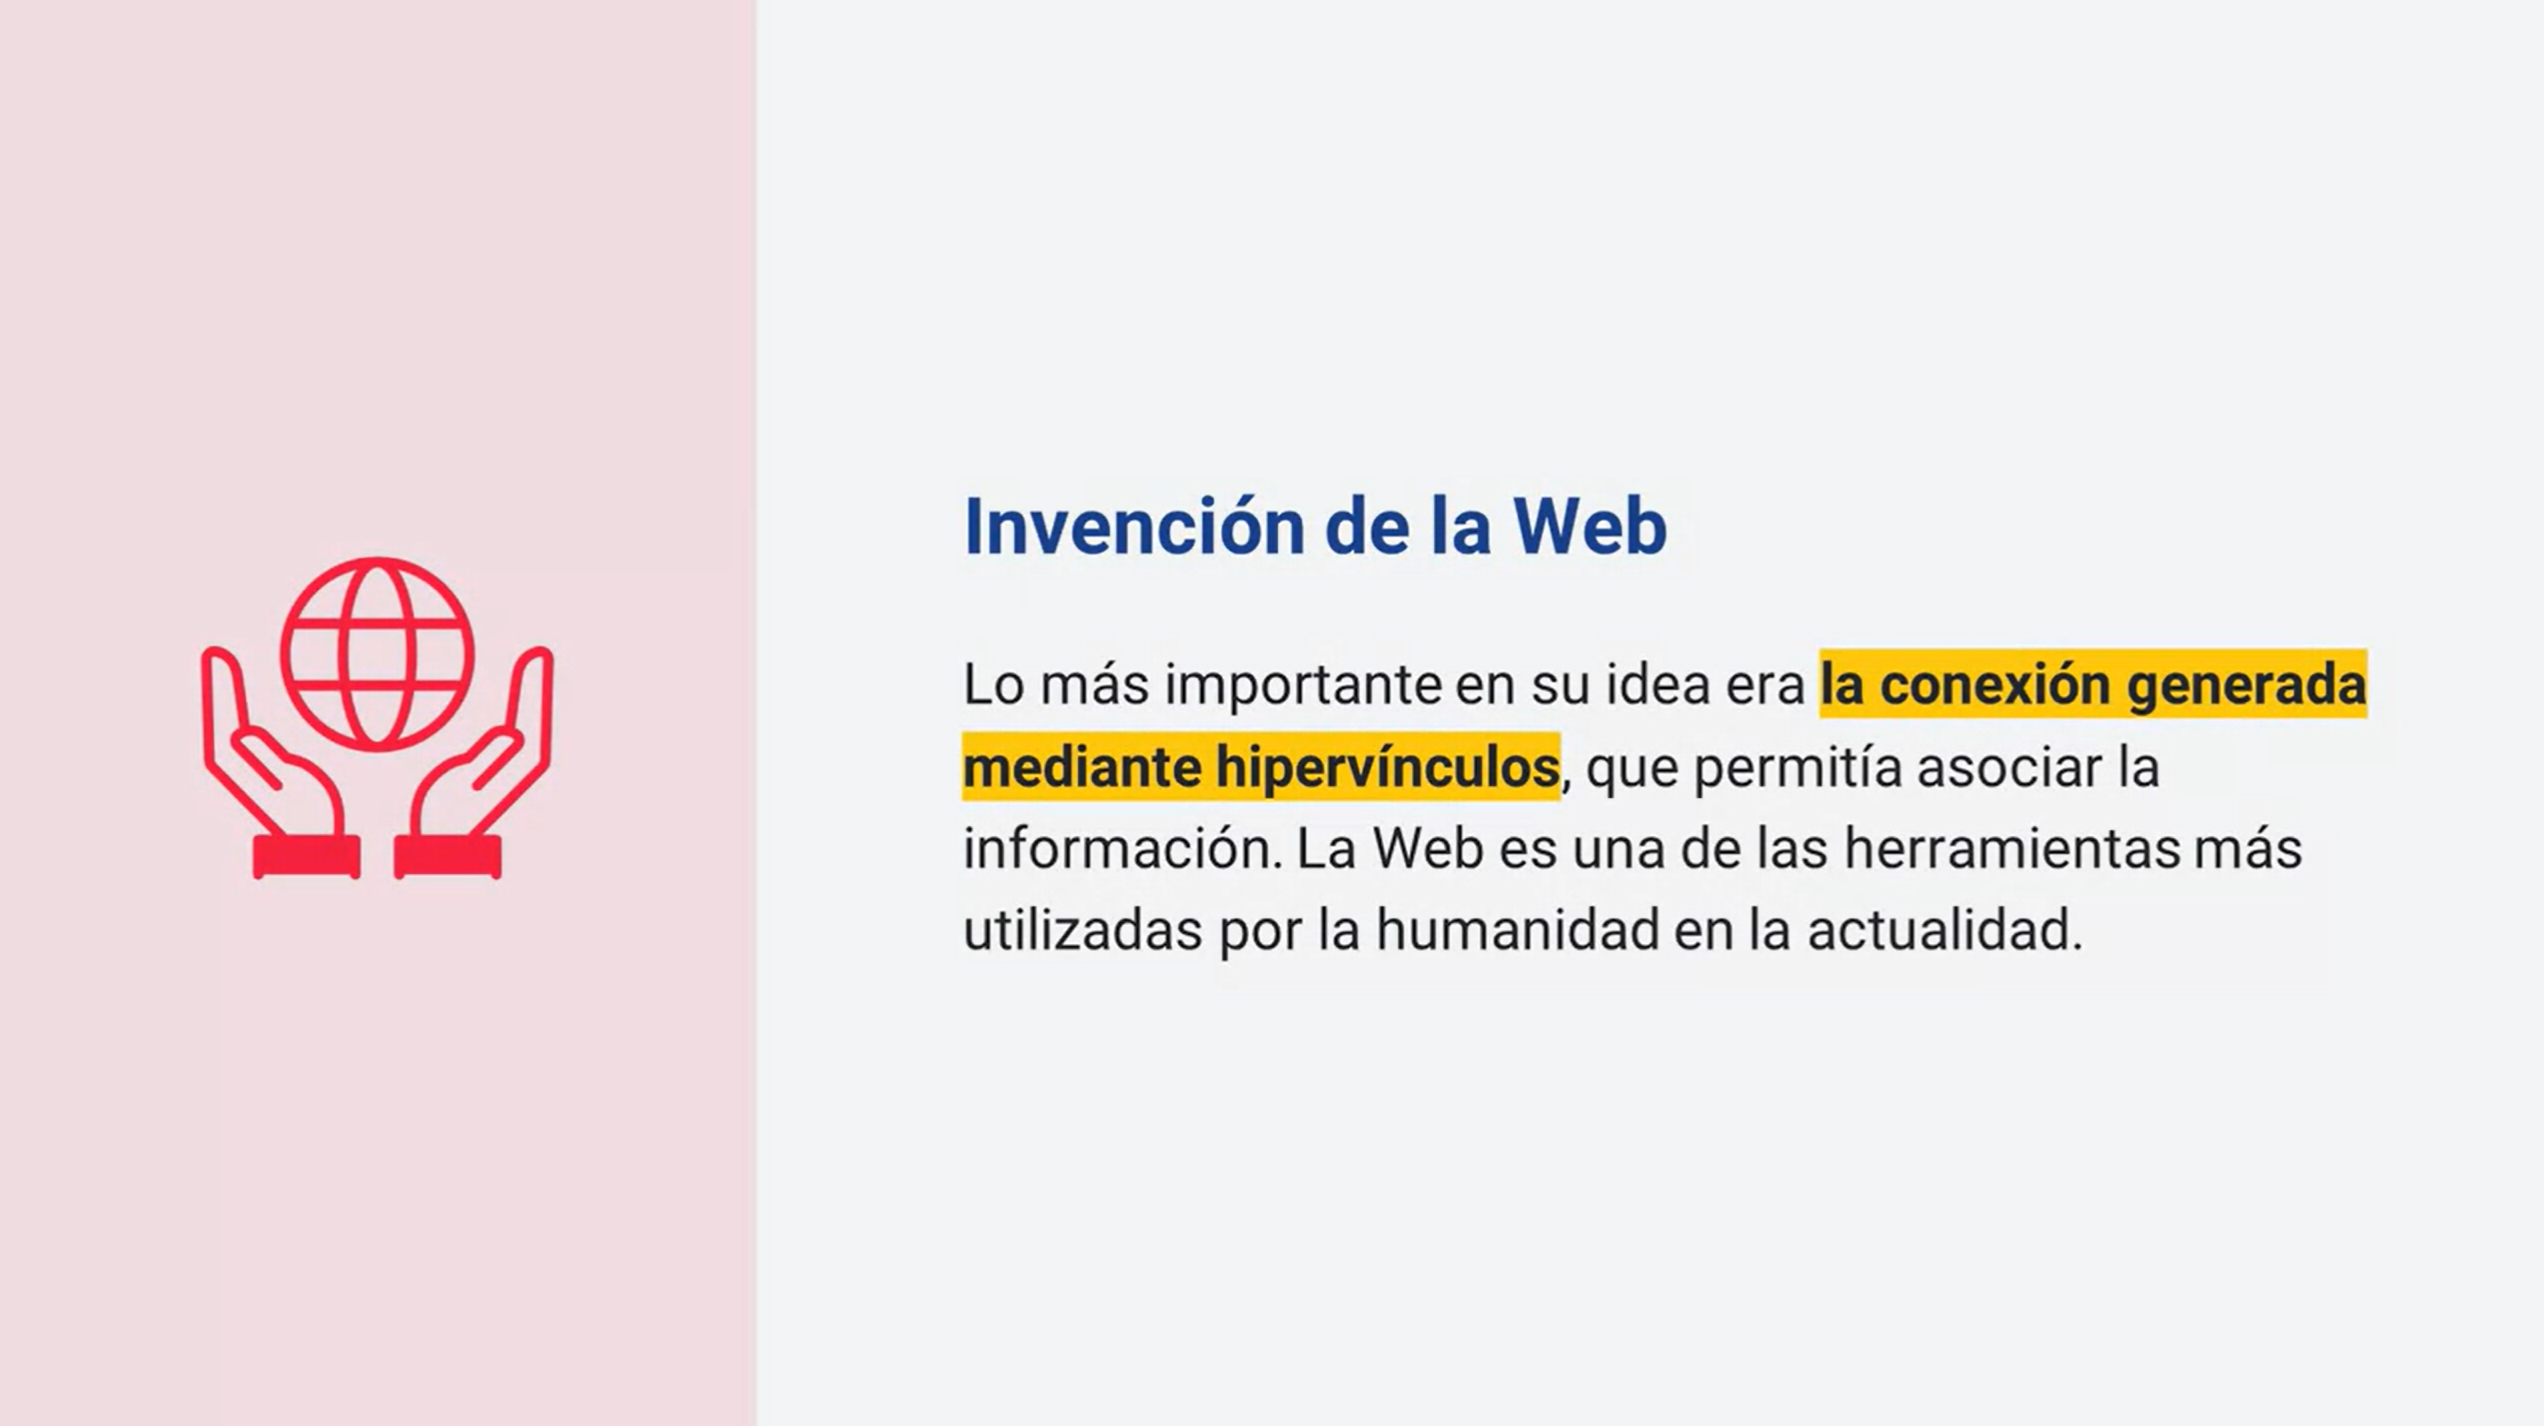 Invención de la Web
Lo más importante en su idea era la conexión generada
mediante hipervínculos, que permitía asociar la
información. La Web es una de las herramientas más
utilizadas por la humanidad en la actualidad.